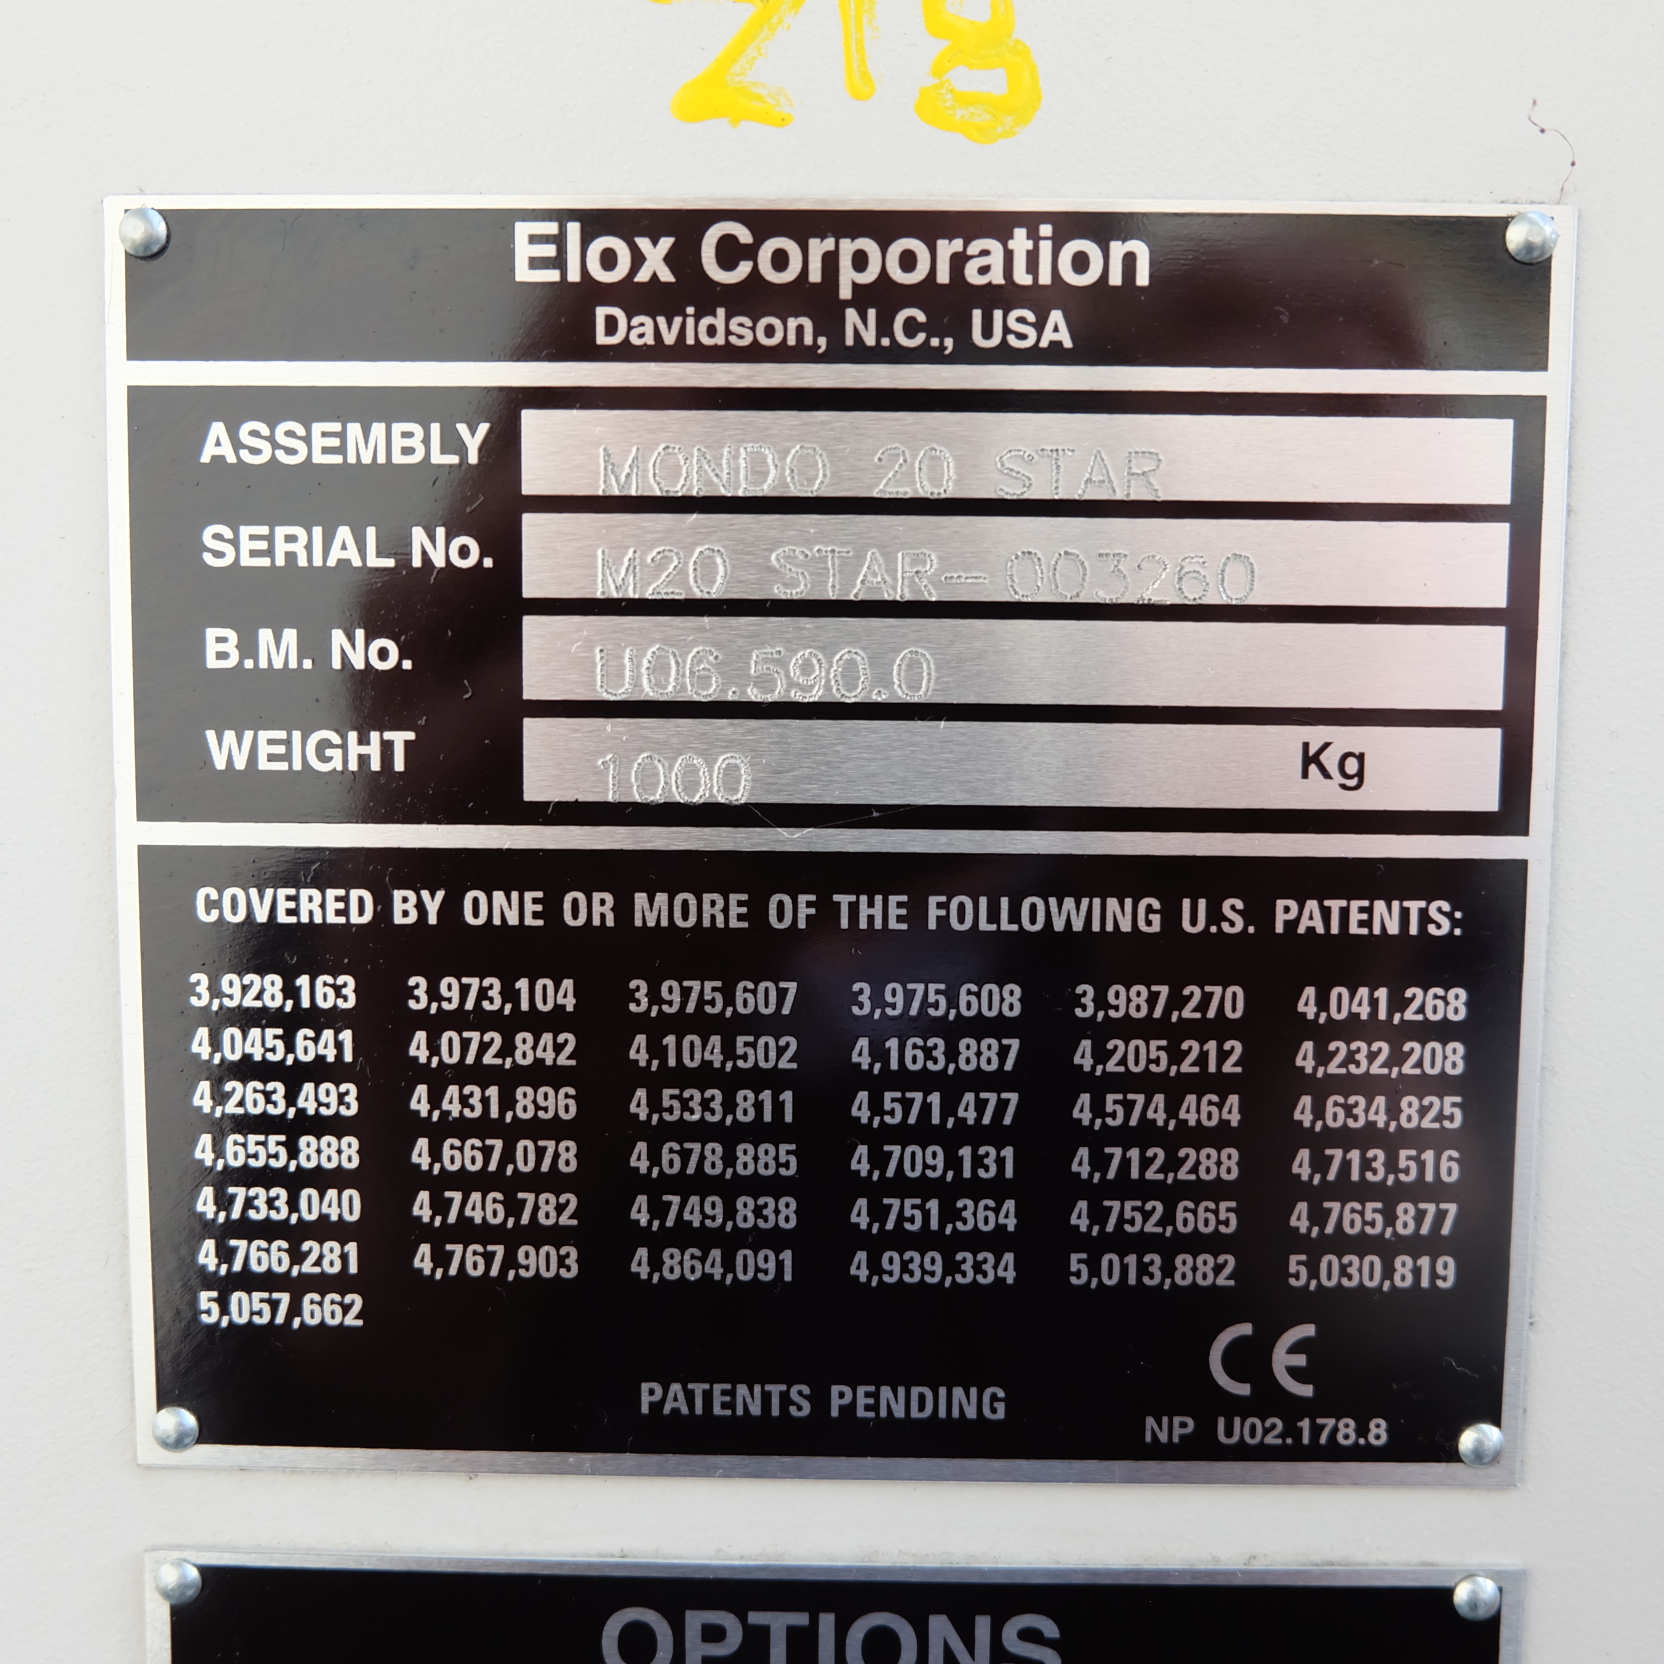 218
Elox Corporation
Davidson, N.C., USA
ASSEMBLY MONDO 20 STAR
SERIAL No. M20 STAR-003260
B.M. No. U06.590.0
WEIGHT 1000 Kg
COVERED BY ONE OR MORE OF THE FOLLOWING U.S. PATENTS:
3,928,163 3,973,104 3,975,607 3,975,608 3,987,270 4,041,268
4,045,641 4,072,842 4,104,502 4,163,887 4,205,212 4,232,208
4,263,493 4,431,896 4,533,811 4,571,477 4,574,464 4,634,825
4,655,888 4,667,078 4,678,885 4,709,131 4,712,288 4,713,516
4,733,040 4,746,782 4,749,838 4,751,364 4,752,665 4,765,877
4,766,281 4,767,903 4,864,091 4,939,334 5,013,882 5,030,819
5,057,662
CE
PATENTS PENDING
NP U02.178.8
OPTIONS